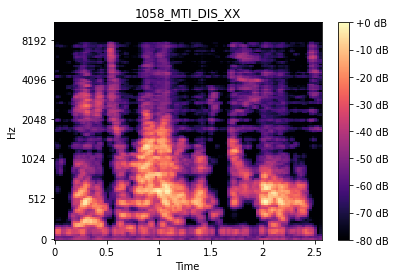 1058_MTI_DIS_XX
8192
4096
2048
1024
512
0
Hz
0
0.5
1
1.5
2
2.5
Time
+0 dB
-10 dB
-20 dB
-30 dB
-40 dB
-50 dB
-60 dB
-70 dB
-80 dB